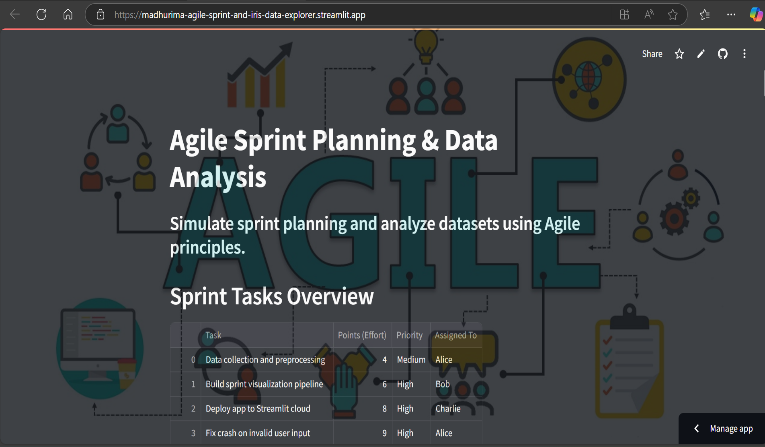 https://madhurima-agile-sprint-and-iris-data-explorer.streamlit.app
Share
Agile Sprint Planning & Data
Analysis
Simulate sprint planning and analyze datasets using Agile
principles.
AGILE
Sprint Tasks Overview
Task Points (Effort) Priority Assigned To
0 Data collection and preprocessing 4 Medium Alice
1 Build sprint visualization pipeline 6 High Bob
2 Deploy app to Streamlit cloud 8 High Charlie
3 Fix crash on invalid user input 9 High Alice
Manage app